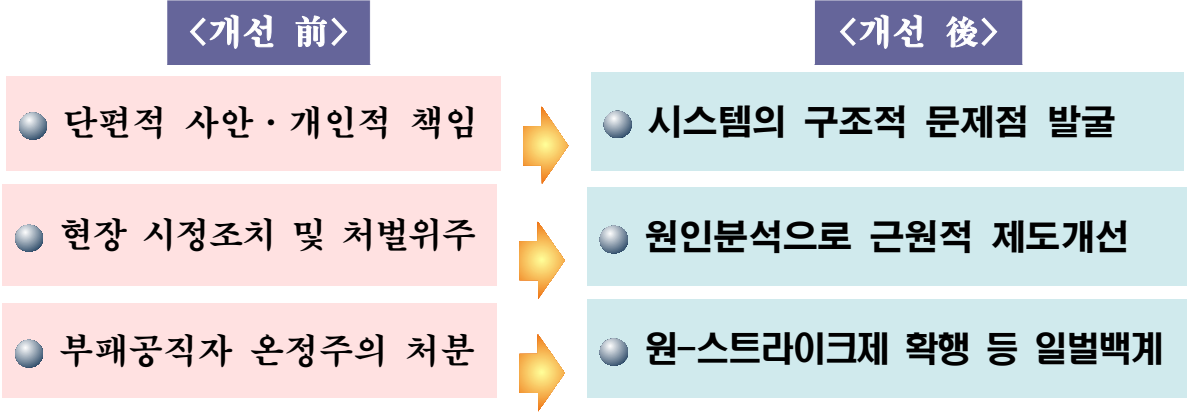 <개선 前>
<개선 後>
단편적 사안·개인적 책임
시스템의 구조적 문제점 발굴
현장 시정조치 및 처벌위주
원인분석으로 근원적 제도개선
부패공직자 온정주의 처분
원-스트라이크제 확행 등 일벌백계